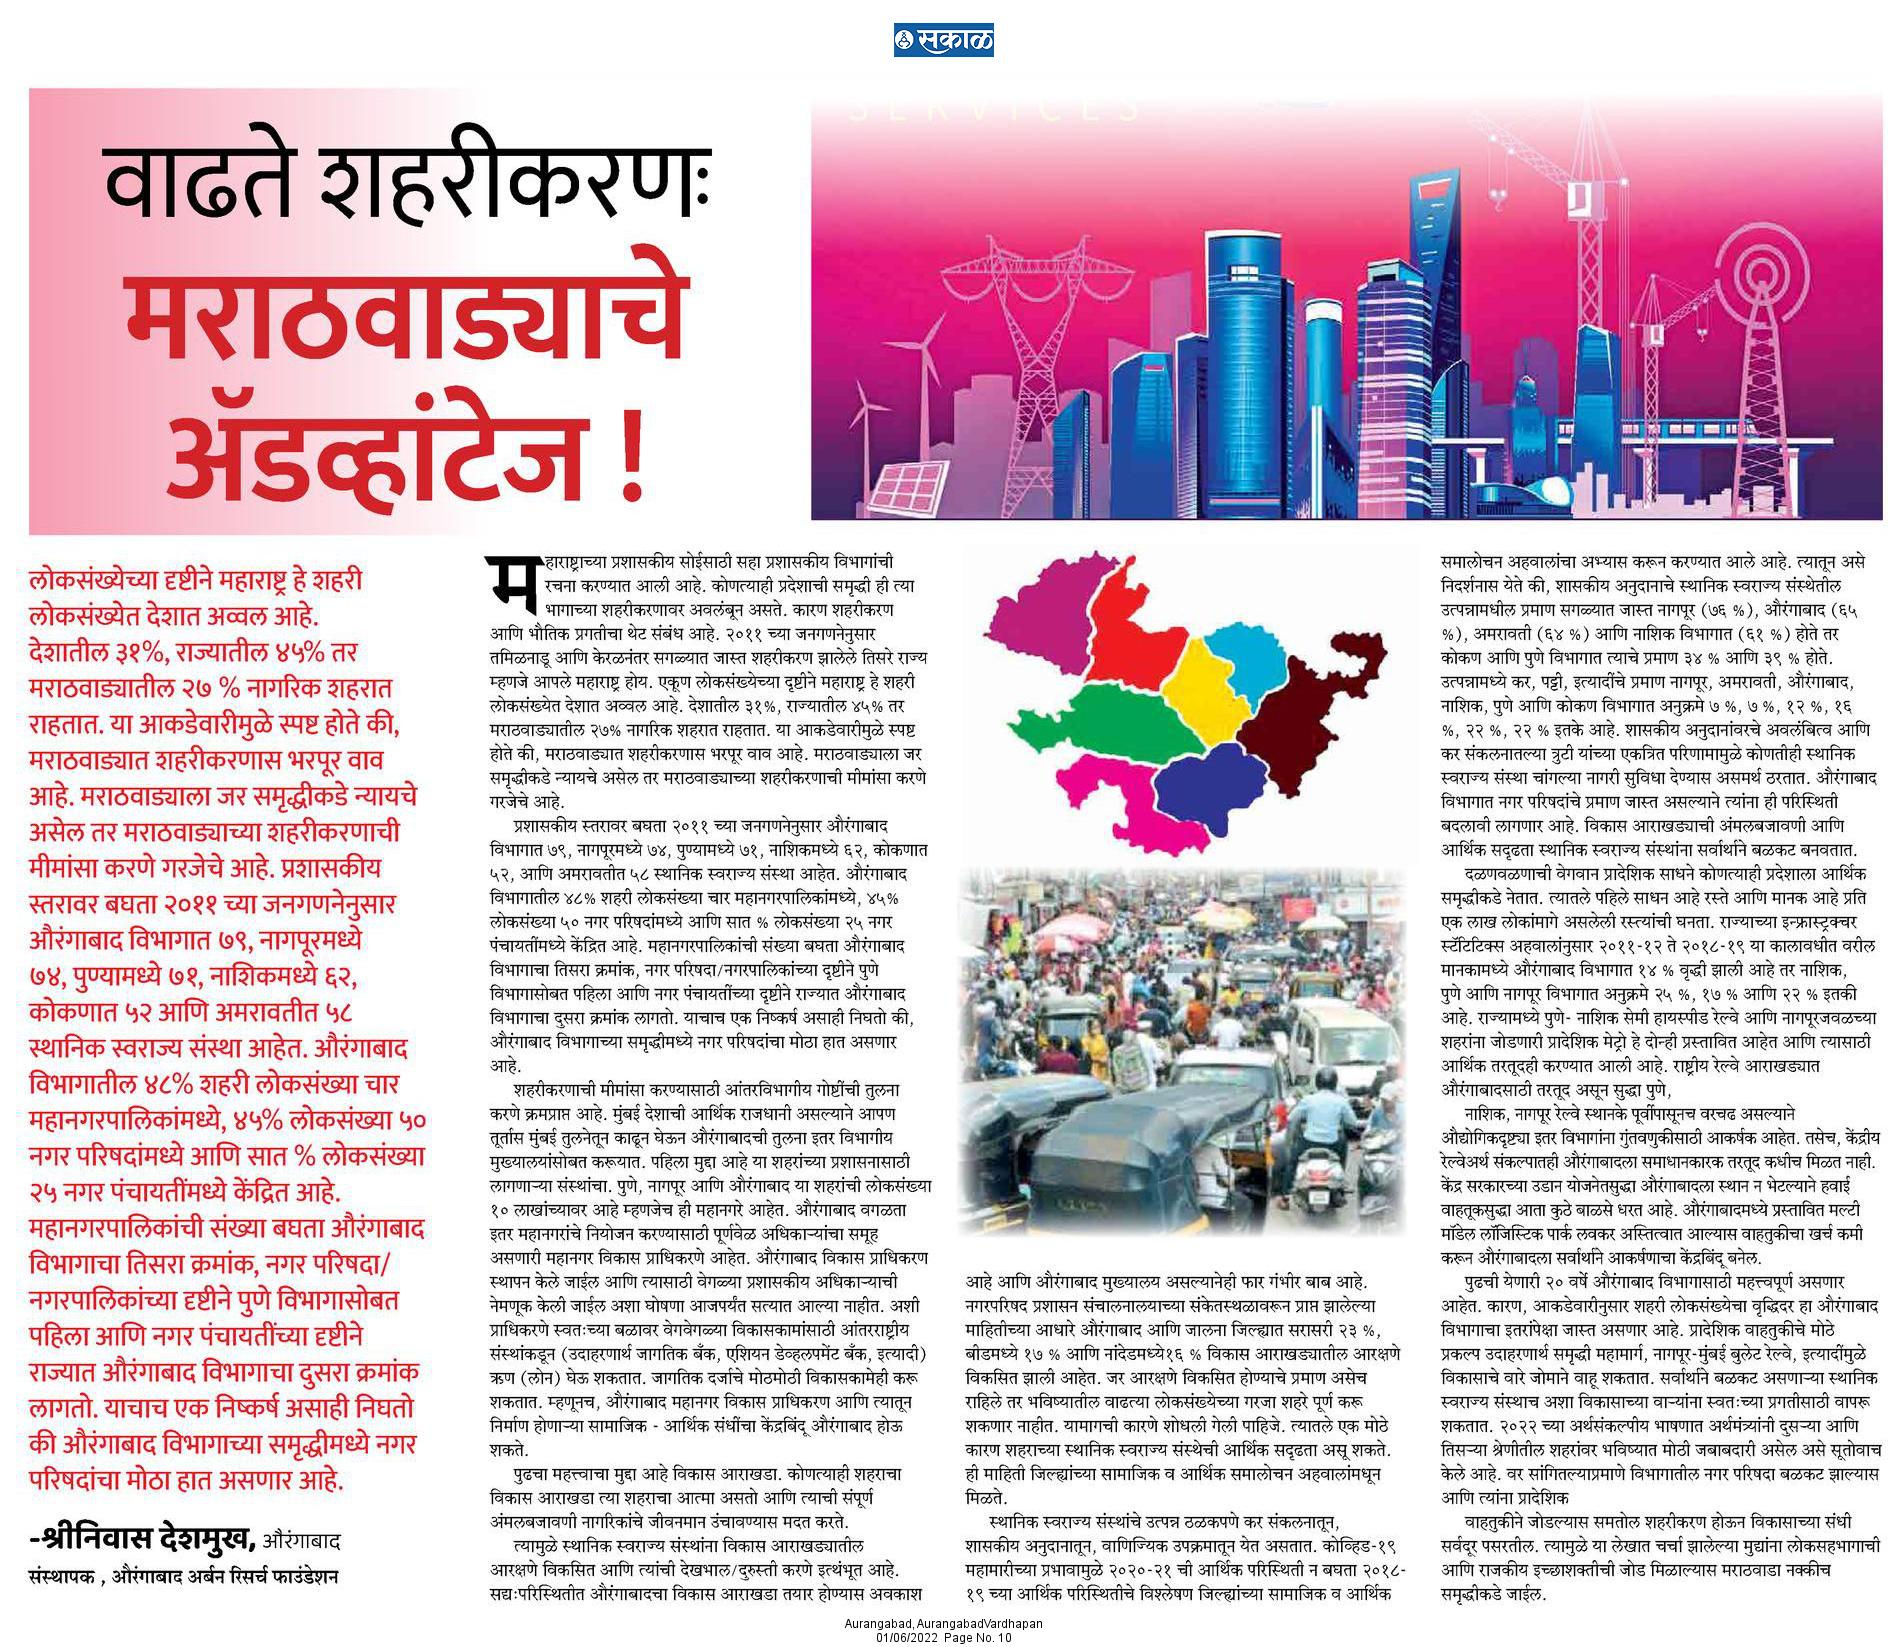 सकाळ
SERVICES
वाढते शहरीकरणः
मराठवाड्याचे
ॲडव्हांटेज !
लोकसंख्येच्या दृष्टीने महाराष्ट्र हे शहरी
लोकसंख्येत देशात अव्वल आहे.
देशातील ३१%, राज्यातील ४५% तर
मराठवाड्यातील २७ % नागरिक शहरात
राहतात. या आकडेवारीमुळे स्पष्ट होते की,
मराठवाड्यात शहरीकरणास भरपूर वाव
आहे. मराठवाड्याला जर समृद्धीकडे न्यायचे
असेल तर मराठवाड्याच्या शहरीकरणाची
मीमांसा करणे गरजेचे आहे. प्रशासकीय
स्तरावर बघता २०११ च्या जनगणनेनुसार
औरंगाबाद विभागात ७९, नागपूरमध्ये
७४, पुण्यामध्ये ७१, नाशिकमध्ये ६२,
कोकणात ५२ आणि अमरावतीत ५८
स्थानिक स्वराज्य संस्था आहेत. औरंगाबाद
विभागातील ४८% शहरी लोकसंख्या चार
महानगरपालिकांमध्ये, ४५% लोकसंख्या ५०
नगर परिषदांमध्ये आणि सात % लोकसंख्या
२५ नगर पंचायतींमध्ये केंद्रित आहे.
महानगरपालिकांची संख्या बघता औरंगाबाद
विभागाचा तिसरा क्रमांक, नगर परिषदा/
नगरपालिकांच्या दृष्टीने पुणे विभागासोबत
पहिला आणि नगर पंचायतींच्या दृष्टीने
राज्यात औरंगाबाद विभागाचा दुसरा क्रमांक
लागतो. याचाच एक निष्कर्ष असाही निघतो
की औरंगाबाद विभागाच्या समृद्धीमध्ये नगर
परिषदांचा मोठा हात असणार आहे.
-श्रीनिवास देशमुख, औरंगाबाद
संस्थापक , औरंगाबाद अर्बन रिसर्च फाउंडेशन
महाराष्ट्राच्या प्रशासकीय सोईसाठी सहा प्रशासकीय विभागांची
रचना करण्यात आली आहे. कोणत्याही प्रदेशाची समृद्धी ही त्या
भागाच्या शहरीकरणावर अवलंबून असते. कारण शहरीकरण
आणि भौतिक प्रगतीचा थेट संबंध आहे. २०११ च्या जनगणनेनुसार
तमिळनाडू आणि केरळनंतर सगळ्यात जास्त शहरीकरण झालेले तिसरे राज्य
म्हणजे आपले महाराष्ट्र होय. एकूण लोकसंख्येच्या दृष्टीने महाराष्ट्र हे शहरी
लोकसंख्येत देशात अव्वल आहे. देशातील ३१%, राज्यातील ४५% तर
मराठवाड्यातील २७% नागरिक शहरात राहतात. या आकडेवारीमुळे स्पष्ट
होते की, मराठवाड्यात शहरीकरणास भरपूर वाव आहे. मराठवाड्याला जर
समृद्धीकडे न्यायचे असेल तर मराठवाड्याच्या शहरीकरणाची मीमांसा करणे
गरजेचे आहे.
प्रशासकीय स्तरावर बघता २०११ च्या जनगणनेनुसार औरंगाबाद
विभागात ७९, नागपूरमध्ये ७४, पुण्यामध्ये ७१, नाशिकमध्ये ६२, कोकणात
५२, आणि अमरावतीत ५८ स्थानिक स्वराज्य संस्था आहेत. औरंगाबाद
विभागातील ४८% शहरी लोकसंख्या चार महानगरपालिकांमध्ये, ४५%
लोकसंख्या ५० नगर परिषदांमध्ये आणि सात % लोकसंख्या २५ नगर
पंचायतींमध्ये केंद्रित आहे. महानगरपालिकांची संख्या बघता औरंगाबाद
विभागाचा तिसरा क्रमांक, नगर परिषदा/नगरपालिकांच्या दृष्टीने पुणे
विभागासोबत पहिला आणि नगर पंचायतींच्या दृष्टीने राज्यात औरंगाबाद
विभागाचा दुसरा क्रमांक लागतो. याचाच एक निष्कर्ष असाही निघतो की,
औरंगाबाद विभागाच्या समृद्धीमध्ये नगर परिषदांचा मोठा हात असणार
आहे.
शहरीकरणाची मीमांसा करण्यासाठी आंतरविभागीय गोष्टींची तुलना
करणे क्रमप्राप्त आहे. मुंबई देशाची आर्थिक राजधानी असल्याने आपण
तूर्तास मुंबई तुलनेतून काढून घेऊन औरंगाबादची तुलना इतर विभागीय
मुख्यालयांसोबत करूयात. पहिला मुद्दा आहे या शहरांच्या प्रशासनासाठी
लागणाऱ्या संस्थांचा. पुणे, नागपूर आणि औरंगाबाद या शहरांची लोकसंख्या
१० लाखांच्यावर आहे म्हणजेच ही महानगरे आहेत. औरंगाबाद वगळता
इतर महानगरांचे नियोजन करण्यासाठी पूर्णवेळ अधिकाऱ्यांचा समूह
असणारी महानगर विकास प्राधिकरणे आहेत. औरंगाबाद विकास प्राधिकरण
स्थापन केले जाईल आणि त्यासाठी वेगळ्या प्रशासकीय अधिकाऱ्याची
नेमणूक केली जाईल अशा घोषणा आजपर्यंत सत्यात आल्या नाहीत. अशी
प्राधिकरणे स्वतःच्या बळावर वेगवेगळ्या विकासकामांसाठी आंतरराष्ट्रीय
संस्थांकडून (उदाहरणार्थ जागतिक बँक, एशियन डेव्हलपमेंट बँक, इत्यादी)
ऋण (लोन) घेऊ शकतात. जागतिक दर्जाचे मोठमोठी विकासकामेही करू
शकतात. म्हणूनच, औरंगाबाद महानगर विकास प्राधिकरण आणि त्यातून
निर्माण होणाऱ्या सामाजिक - आर्थिक संधींचा केंद्रबिंदू औरंगाबाद होऊ
शकते.
पुढचा महत्त्वाचा मुद्दा आहे विकास आराखडा. कोणत्याही शहराचा
विकास आराखडा त्या शहराचा आत्मा असतो आणि त्याची संपूर्ण
अंमलबजावणी नागरिकांचे जीवनमान उंचावण्यास मदत करते.
त्यामुळे स्थानिक स्वराज्य संस्थांना विकास आराखड्यातील
आरक्षणे विकसित आणि त्यांची देखभाल/दुरुस्ती करणे इत्थंभूत आहे.
सद्यःपरिस्थितीत औरंगाबादचा विकास आराखडा तयार होण्यास अवकाश
आहे आणि औरंगाबाद मुख्यालय असल्यानेही फार गंभीर बाब आहे.
नगरपरिषद प्रशासन संचालनालयाच्या संकेतस्थळावरून प्राप्त झालेल्या
माहितीच्या आधारे औरंगाबाद आणि जालना जिल्ह्यात सरासरी २३ %,
बीडमध्ये १७ % आणि नांदेडमध्ये१६ % विकास आराखड्यातील आरक्षणे
विकसित झाली आहेत. जर आरक्षणे विकसित होण्याचे प्रमाण असेच
राहिले तर भविष्यातील वाढत्या लोकसंख्येच्या गरजा शहरे पूर्ण करू
शकणार नाहीत. यामागची कारणे शोधली गेली पाहिजे. त्यातले एक मोठे
कारण शहराच्या स्थानिक स्वराज्य संस्थेची आर्थिक सदृढता असू शकते.
ही माहिती जिल्ह्यांच्या सामाजिक व आर्थिक समालोचन अहवालांमधून
मिळते.
स्थानिक स्वराज्य संस्थांचे उत्पन्न ठळकपणे कर संकलनातून,
शासकीय अनुदानातून, वाणिज्यिक उपक्रमातून येत असतात. कोव्हिड-१९
महामारीच्या प्रभावामुळे २०२०-२१ ची आर्थिक परिस्थिती न बघता २०१८-
१९ च्या आर्थिक परिस्थितीचे विश्लेषण जिल्ह्यांच्या सामाजिक व आर्थिक
समालोचन अहवालांचा अभ्यास करून करण्यात आले आहे. त्यातून असे
निदर्शनास येते की, शासकीय अनुदानाचे स्थानिक स्वराज्य संस्थेतील
उत्पन्नामधील प्रमाण सगळ्यात जास्त नागपूर (७६ %), औरंगाबाद (६५
%), अमरावती (६४ %) आणि नाशिक विभागात (६१ %) होते तर
कोकण आणि पुणे विभागात त्याचे प्रमाण ३४ % आणि ३९ % होते.
उत्पन्नामध्ये कर, पट्टी, इत्यादींचे प्रमाण नागपूर, अमरावती, औरंगाबाद,
नाशिक, पुणे आणि कोकण विभागात अनुक्रमे ७ %, ७ %, १२ %, १६
%, २२ %, २२ % इतके आहे. शासकीय अनुदानांवरचे अवलंबित्व आणि
कर संकलनातल्या त्रुटी यांच्या एकत्रित परिणामामुळे कोणतीही स्थानिक
स्वराज्य संस्था चांगल्या नागरी सुविधा देण्यास असमर्थ ठरतात. औरंगाबाद
विभागात नगर परिषदांचे प्रमाण जास्त असल्याने त्यांना ही परिस्थिती
बदलावी लागणार आहे. विकास आराखड्याची अंमलबजावणी आणि
आर्थिक सदृढता स्थानिक स्वराज्य संस्थांना सर्वार्थाने बळकट बनवतात.
दळणवळणाची वेगवान प्रादेशिक साधने कोणत्याही प्रदेशाला आर्थिक
समृद्धीकडे नेतात. त्यातले पहिले साधन आहे रस्ते आणि मानक आहे प्रति
एक लाख लोकांमागे असलेली रस्त्यांची घनता. राज्याच्या इन्फ्रास्ट्रक्चर
स्टॅटिटिक्स अहवालांनुसार २०११-१२ ते २०१८-१९ या कालावधीत वरील
मानकामध्ये औरंगाबाद विभागात १४ % वृद्धी झाली आहे तर नाशिक,
पुणे आणि नागपूर विभागात अनुक्रमे २५ %, १७ % आणि २२ % इतकी
आहे. राज्यामध्ये पुणे- नाशिक सेमी हायस्पीड रेल्वे आणि नागपूरजवळच्या
शहरांना जोडणारी प्रादेशिक मेट्रो हे दोन्ही प्रस्तावित आहेत आणि त्यासाठी
आर्थिक तरतूदही करण्यात आली आहे. राष्ट्रीय रेल्वे आराखड्यात
औरंगाबादसाठी तरतूद असून सुद्धा पुणे,
नाशिक, नागपूर रेल्वे स्थानके पूर्वीपासूनच वरचढ असल्याने
औद्योगिकदृष्ट्या इतर विभागांना गुंतवणुकीसाठी आकर्षक आहेत. तसेच, केंद्रीय
रेल्वेअर्थ संकल्पातही औरंगाबादला समाधानकारक तरतूद कधीच मिळत नाही.
केंद्र सरकारच्या उडान योजनेतसुद्धा औरंगाबादला स्थान न भेटल्याने हवाई
वाहतूकसुद्धा आता कुठे बाळसे धरत आहे. औरंगाबादमध्ये प्रस्तावित मल्टी
मॉडेल लॉजिस्टिक पार्क लवकर अस्तित्वात आल्यास वाहतुकीचा खर्च कमी
करून औरंगाबादला सर्वार्थाने आकर्षणाचा केंद्रबिंदू बनेल.
पुढची येणारी २० वर्षे औरंगाबाद विभागासाठी महत्त्वपूर्ण असणार
आहेत. कारण, आकडेवारीनुसार शहरी लोकसंख्येचा वृद्धिदर हा औरंगाबाद
विभागाचा इतरांपेक्षा जास्त असणार आहे. प्रादेशिक वाहतुकीचे मोठे
प्रकल्प उदाहरणार्थ समृद्धी महामार्ग, नागपूर-मुंबई बुलेट रेल्वे, इत्यादींमुळे
विकासाचे वारे जोमाने वाहू शकतात. सर्वार्थाने बळकट असणाऱ्या स्थानिक
स्वराज्य संस्थाच अशा विकासाच्या वाऱ्यांना स्वतःच्या प्रगतीसाठी वापरू
शकतात. २०२२ च्या अर्थसंकल्पीय भाषणात अर्थमंत्र्यांनी दुसऱ्या आणि
तिसऱ्या श्रेणीतील शहरांवर भविष्यात मोठी जबाबदारी असेल असे सूतोवाच
केले आहे. वर सांगितल्याप्रमाणे विभागातील नगर परिषदा बळकट झाल्यास
आणि त्यांना प्रादेशिक
वाहतुकीने जोडल्यास समतोल शहरीकरण होऊन विकासाच्या संधी
सर्वदूर पसरतील. त्यामुळे या लेखात चर्चा झालेल्या मुद्यांना लोकसहभागाची
आणि राजकीय इच्छाशक्तीची जोड मिळाल्यास मराठवाडा नक्कीच
समृद्धीकडे जाईल.
Aurangabad, AurangabadVardhapan
01/06/2022 Page No. 10